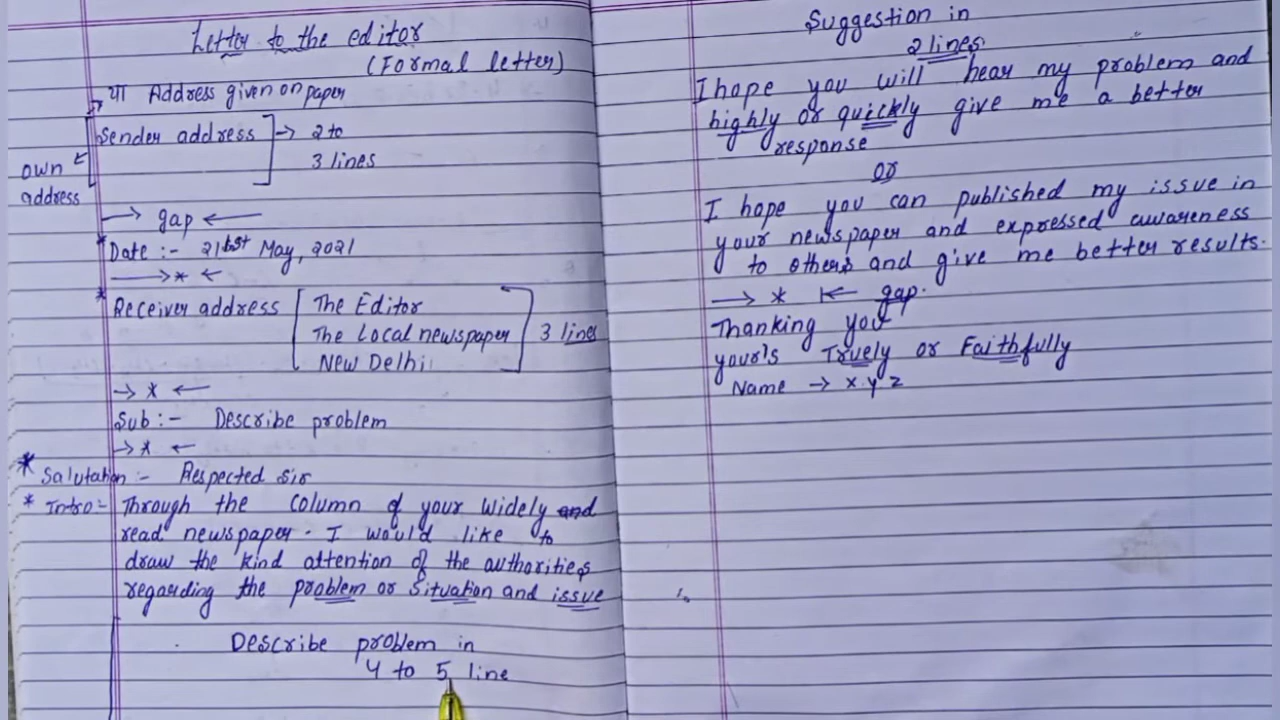 Letter to the editor
(Formal letter)
या Address given on paper
Sender address → 2 to
3 lines
own
address
→ gap ←
* Date :- 21st May, 2021
→ * ←
* Receiver address The Editor
The Local newspaper 3 lines
New Delhi
→ * ←
Sub :- Describe problem
→ * ←
* Salutation :- Respected Sir
* Intro = Through the column of your widely and
read newspaper. I would like to
draw the kind attention of the authorities
regarding the problem or situation and issue
Describe problem in
4 to 5 line
Suggestion in
2 lines.
I hope you will hear my problem and
highly or quickly give me a better
response
or
I hope you can published my issue in
your newspaper and expressed awareness
to others and give me better results.
→ * ← gap.
Thanking you
your's Truely or Faithfully
Name → x.y.z